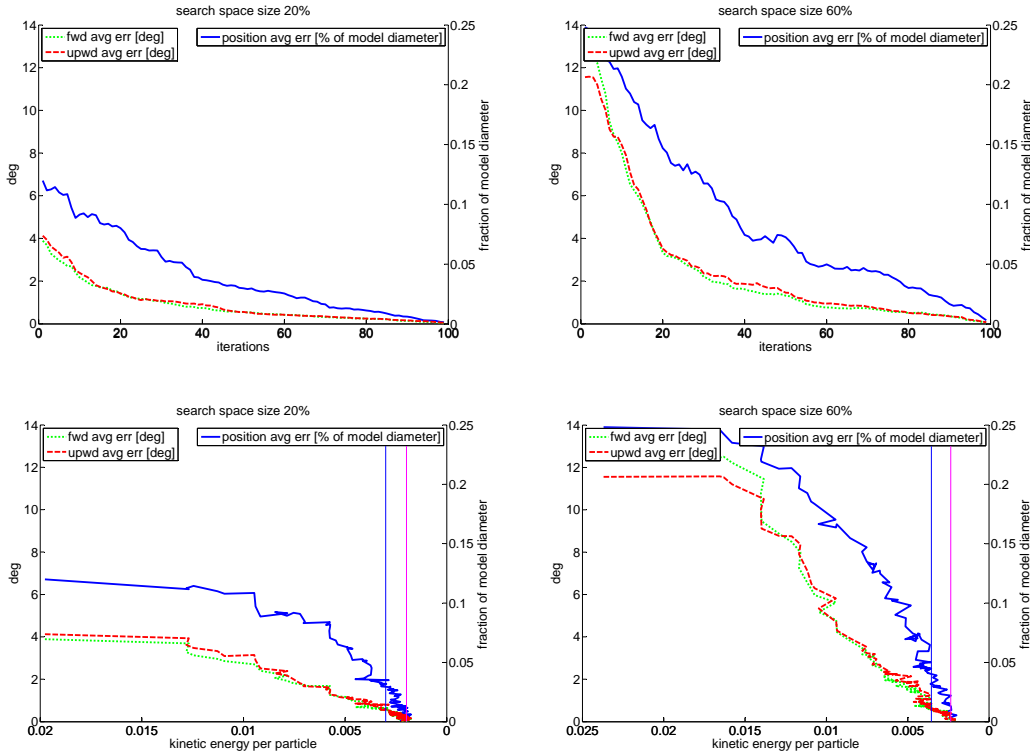 search space size 20%
14
12
10
8
6
4
2
0
deg
fwd avg err [deg]
upwd avg err [deg]
position avg err [% of model diameter]
0.25
0.2
0.15
0.1
0.05
0
fraction of model diameter
0
20
40
60
80
100
iterations
search space size 60%
14
12
10
8
6
4
2
0
deg
fwd avg err [deg]
upwd avg err [deg]
position avg err [% of model diameter]
0.25
0.2
0.15
0.1
0.05
0
fraction of model diameter
0
20
40
60
80
100
iterations
search space size 20%
14
12
10
8
6
4
2
0
deg
fwd avg err [deg]
upwd avg err [deg]
position avg err [% of model diameter]
0.25
0.2
0.15
0.1
0.05
0
fraction of model diameter
0.02
0.015
0.01
0.005
0
kinetic energy per particle
search space size 60%
14
12
10
8
6
4
2
0
deg
fwd avg err [deg]
upwd avg err [deg]
position avg err [% of model diameter]
0.25
0.2
0.15
0.1
0.05
0
fraction of model diameter
0.025
0.02
0.015
0.01
0.005
0
kinetic energy per particle